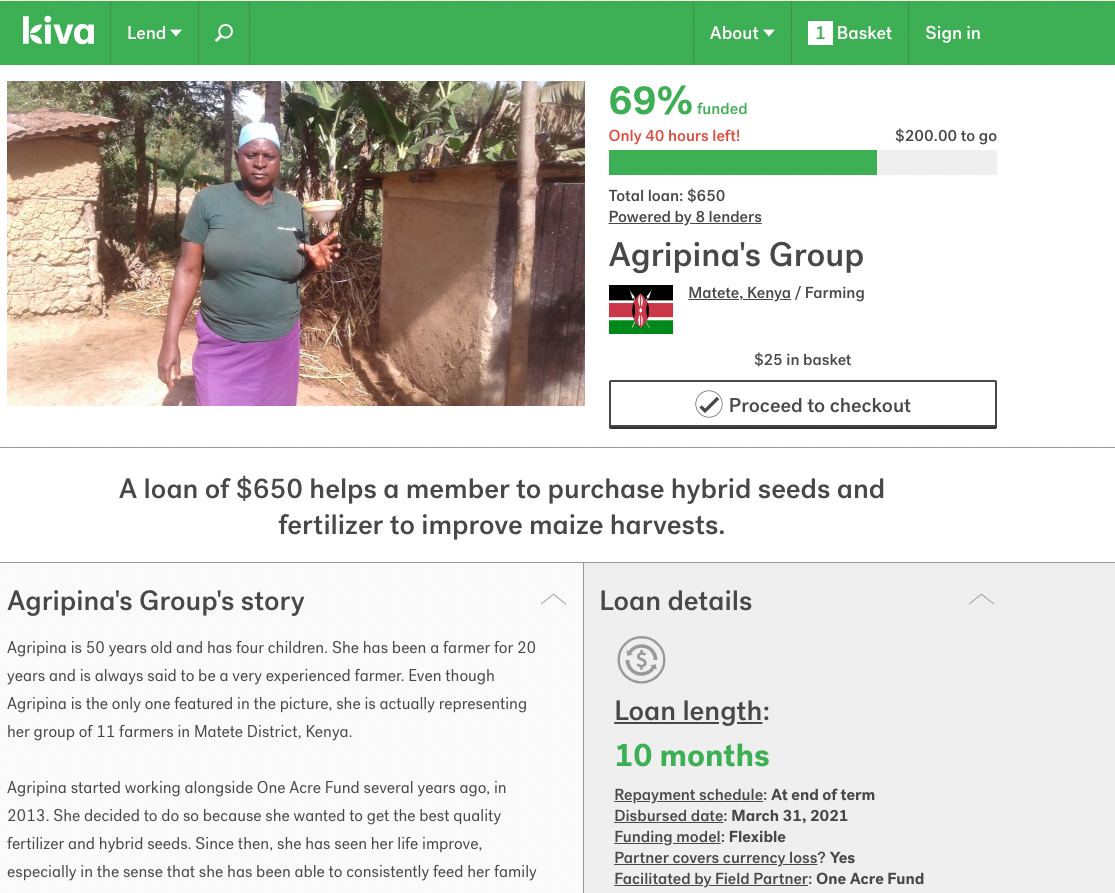 kiva
Lend
About
1 Basket
Sign in
69% funded
Only 40 hours left!
$200.00 to go
Total loan: $650
Powered by 8 lenders
Agripina's Group
Matete, Kenya / Farming
$25 in basket
Proceed to checkout
A loan of $650 helps a member to purchase hybrid seeds and
fertilizer to improve maize harvests.
Agripina's Group's story
Agripina is 50 years old and has four children. She has been a farmer for 20
years and is always said to be a very experienced farmer. Even though
Agripina is the only one featured in the picture, she is actually representing
her group of 11 farmers in Matete District, Kenya.
Agripina started working alongside One Acre Fund several years ago, in
2013. She decided to do so because she wanted to get the best quality
fertilizer and hybrid seeds. Since then, she has seen her life improve,
especially in the sense that she has been able to consistently feed her family
Loan details
$
Loan length:
10 months
Repayment schedule: At end of term
Disbursed date: March 31, 2021
Funding model: Flexible
Partner covers currency loss? Yes
Facilitated by Field Partner: One Acre Fund